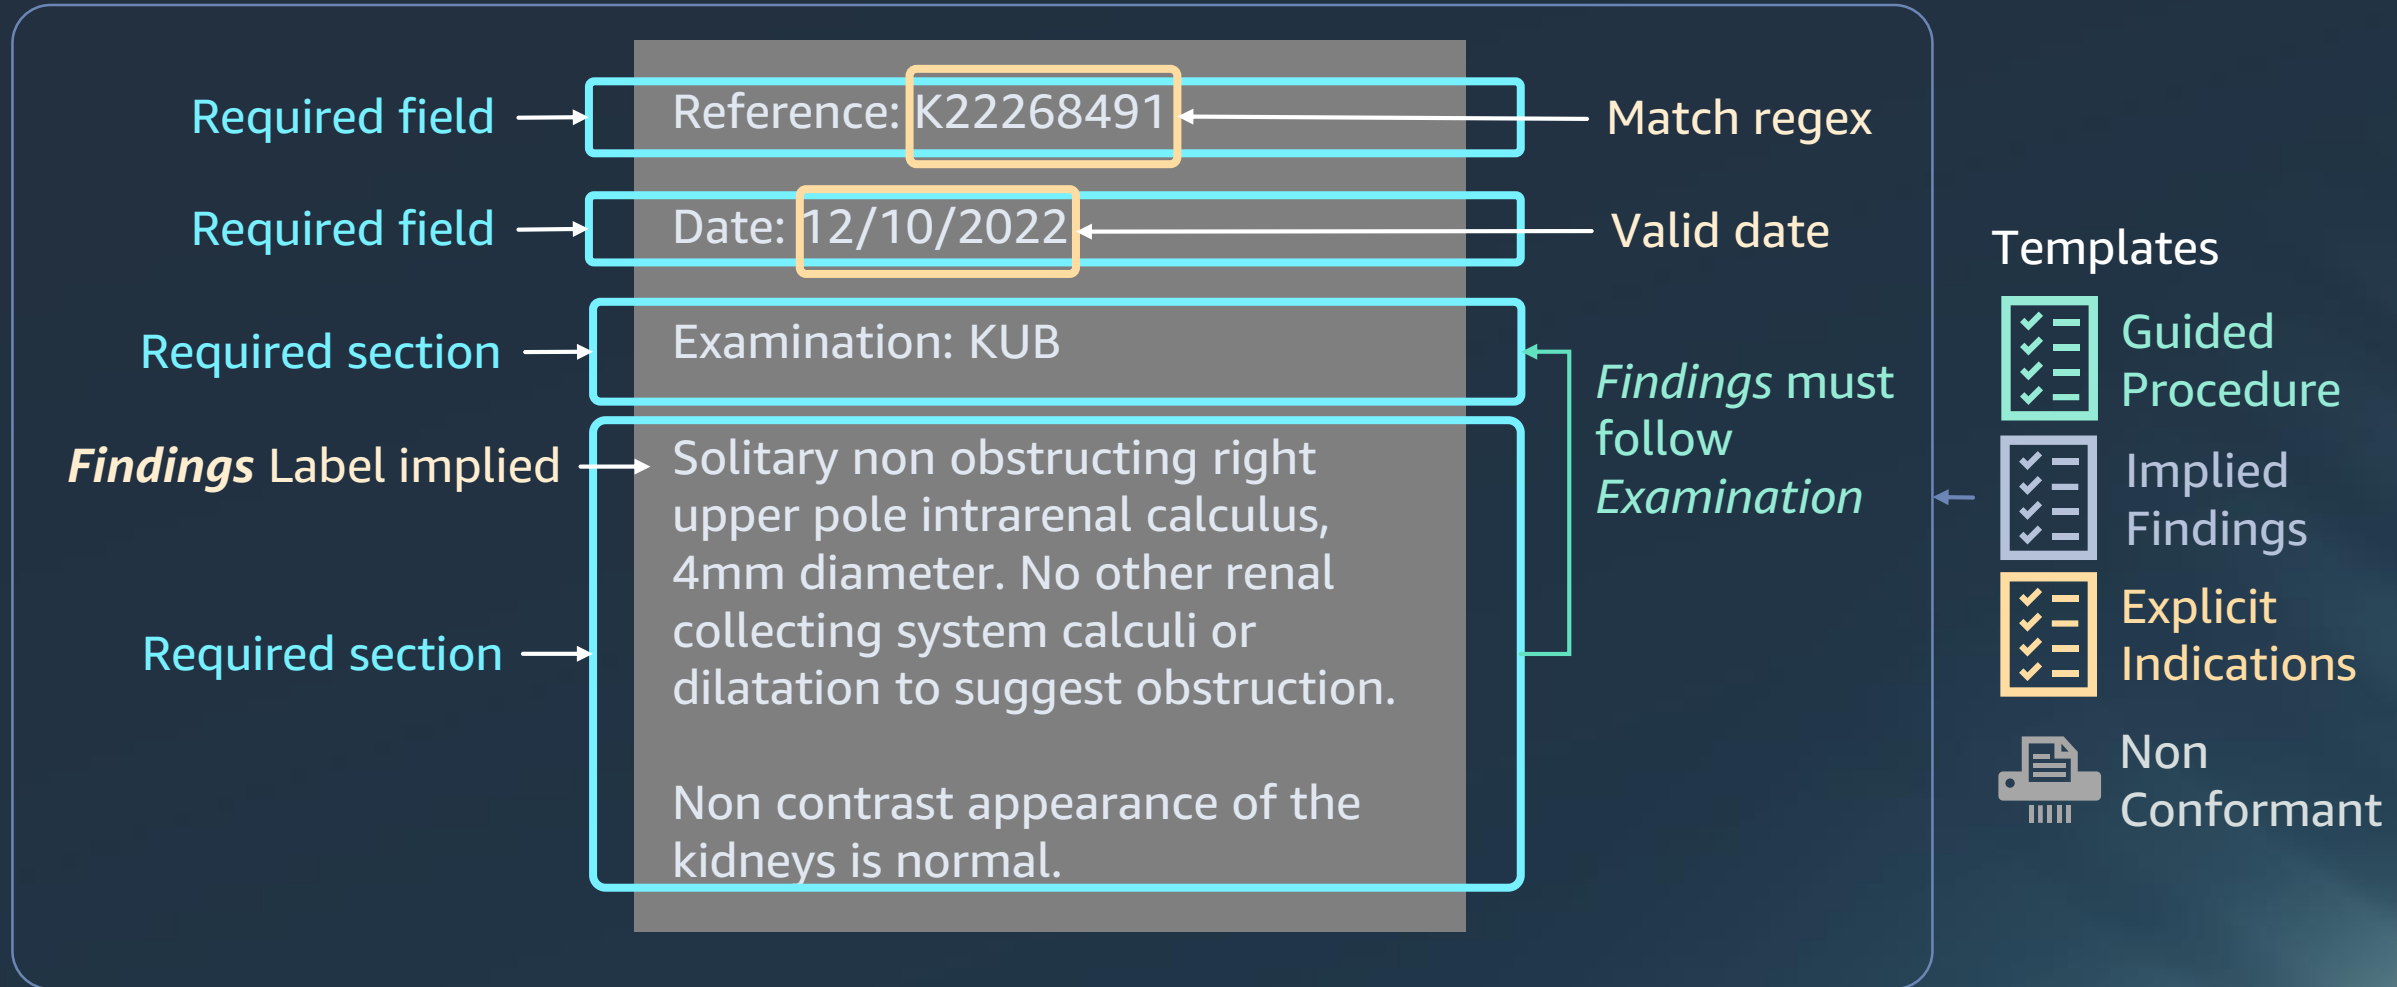 Required field
Reference: K22268491
Match regex
Required field
Date: 12/10/2022
Valid date
Required section
Examination: KUB
Findings must
follow
Examination
Findings Label implied
Solitary non obstructing right
upper pole intrarenal calculus,
4mm diameter. No other renal
collecting system calculi or
dilatation to suggest obstruction.
Required section
Non contrast appearance of the
kidneys is normal.
Templates
Guided
Procedure
Implied
Findings
Explicit
Indications
Non
Conformant